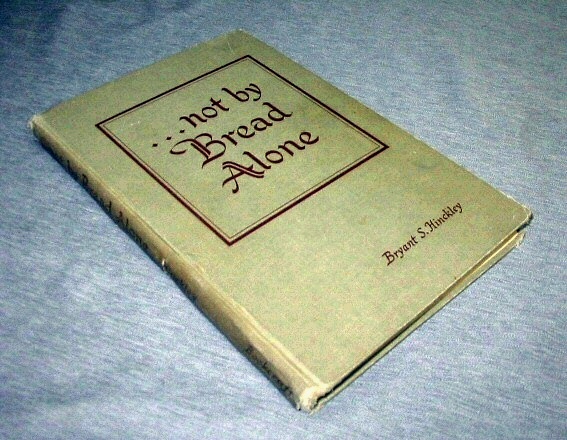 ...not by
Bread
Alone
Bryant S. Hinckley